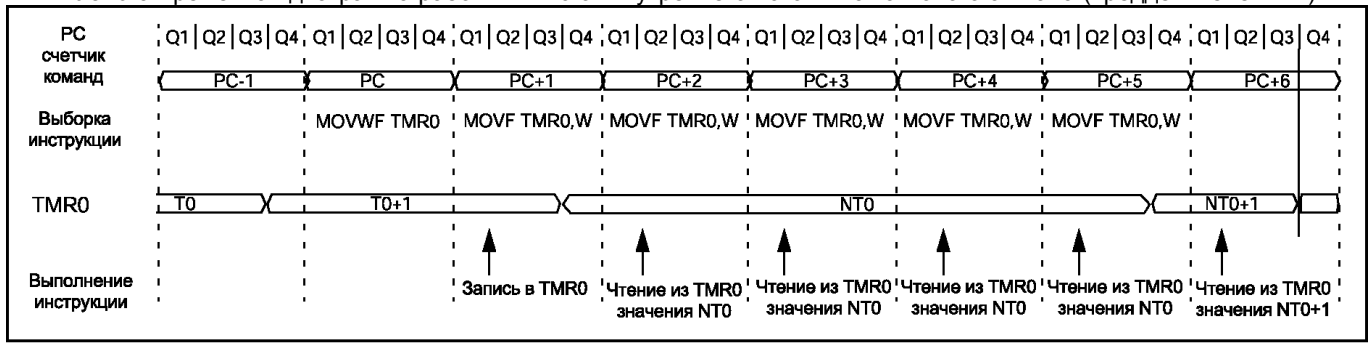 PC
счетчик
команд
Q1 Q2 Q3 Q4 Q1 Q2 Q3 Q4 Q1 Q2 Q3 Q4 Q1 Q2 Q3 Q4 Q1 Q2 Q3 Q4 Q1 Q2 Q3 Q4 Q1 Q2 Q3 Q4 Q1 Q2 Q3 Q4
PC-1 PC PC+1 PC+2 PC+3 PC+4 PC+5 PC+6
Выборка
инструкции
MOVWF TMR0 MOVF TMR0,W MOVF TMR0,W MOVF TMR0,W MOVF TMR0,W MOVF TMR0,W
TMR0
T0 T0+1 NT0 NT0+1
Выполнение
инструкции
Запись в TMR0
Чтение из TMR0
значения NT0
Чтение из TMR0
значения NT0
Чтение из TMR0
значения NT0
Чтение из TMR0
значения NT0
Чтение из TMR0
значения NT0+1